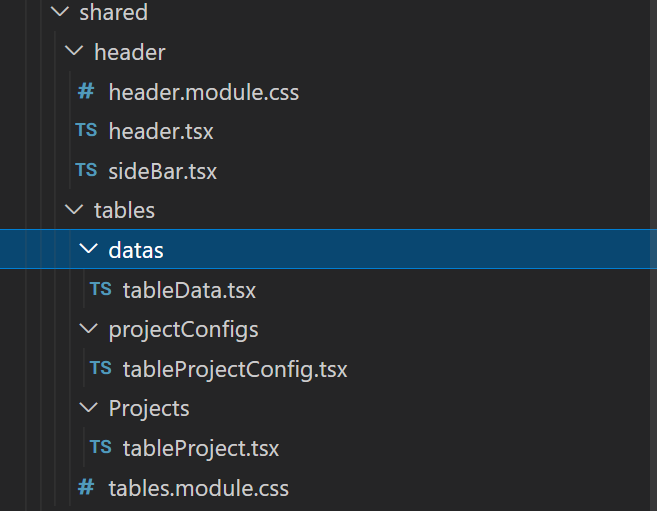 shared
header
# header.module.css
TS header.tsx
TS sideBar.tsx
tables
datas
TS tableData.tsx
projectConfigs
TS tableProjectConfig.tsx
Projects
TS tableProject.tsx
# tables.module.css